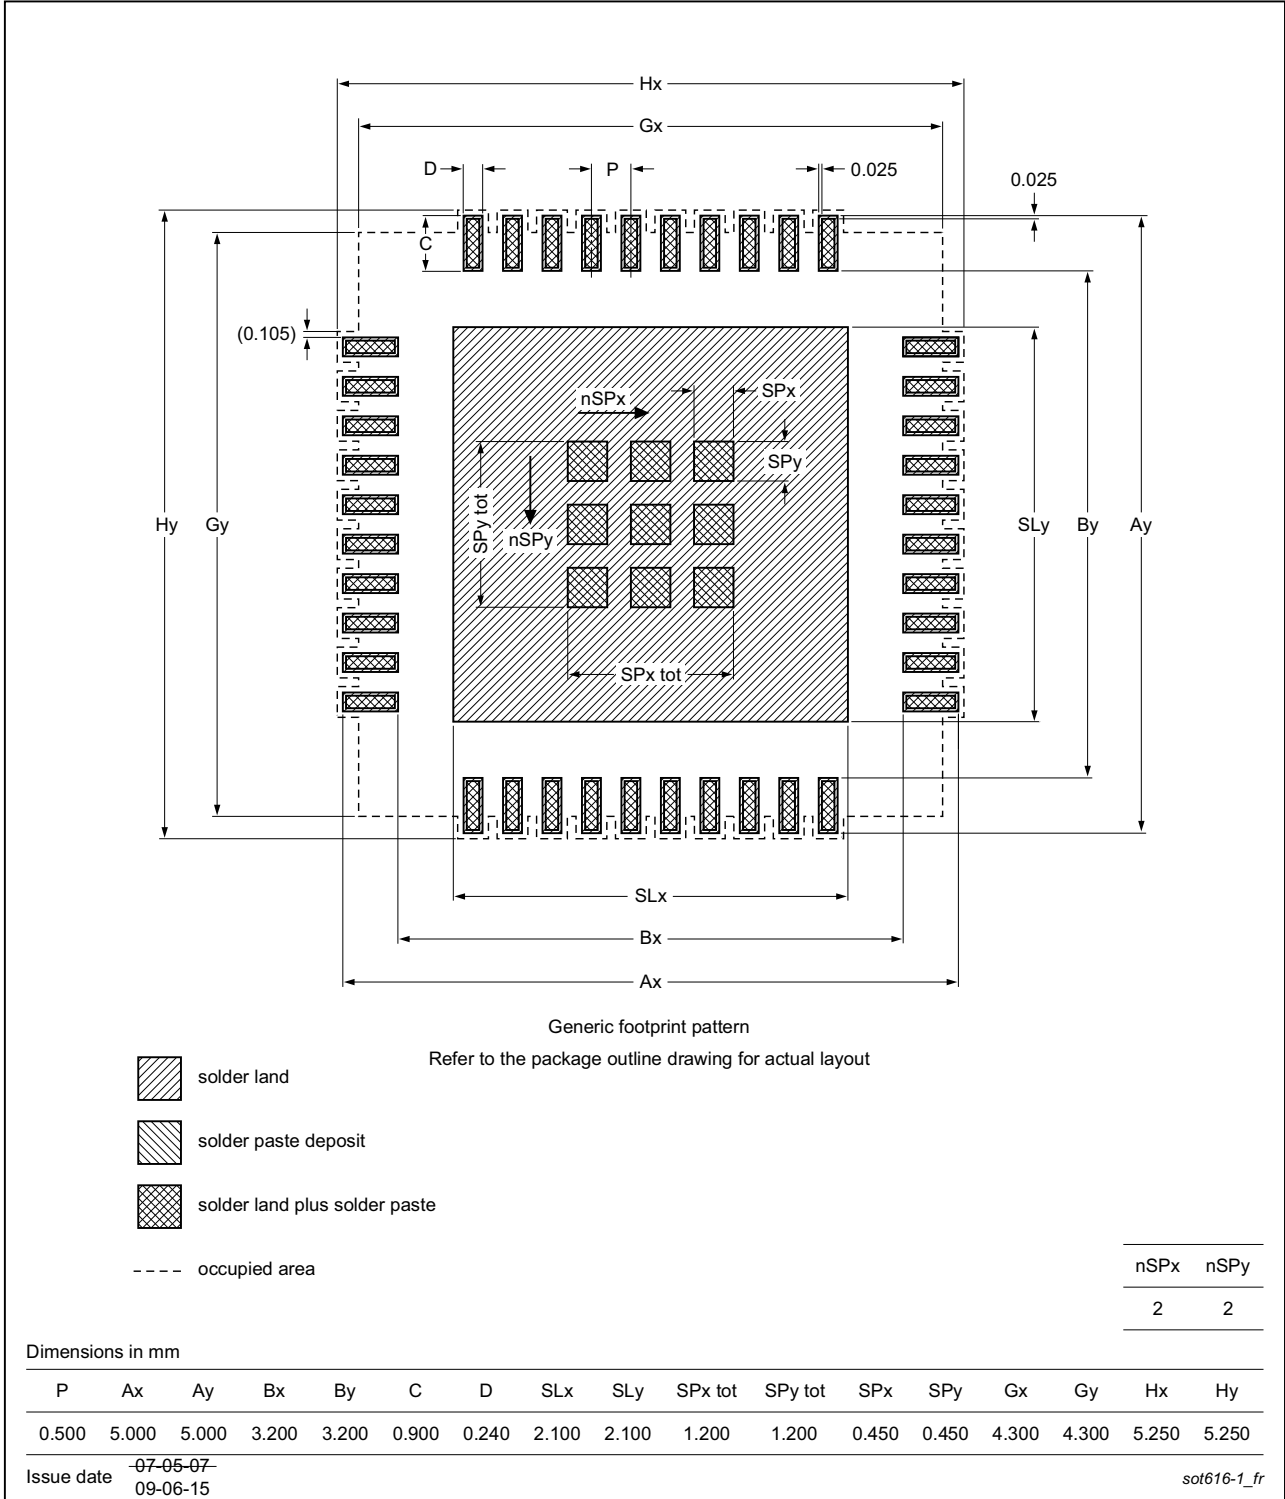 Hx
Gx
D
P
0.025
0.025
C
(0.105)
nSPx
SPx
SPy
SPy tot
nSPy
Hy
Gy
SLy
By
Ay
SPx tot
SLx
Bx
Ax
Generic footprint pattern
Refer to the package outline drawing for actual layout
solder land
solder paste deposit
solder land plus solder paste
occupied area
nSPx nSPy
2 2
Dimensions in mm
P Ax Ay Bx By C D SLx SLy SPx tot SPy tot SPx SPy Gx Gy Hx Hy
0.500 5.000 5.000 3.200 3.200 0.900 0.240 2.100 2.100 1.200 1.200 0.450 0.450 4.300 4.300 5.250 5.250
Issue date 07-05-07
09-06-15
sot616-1_fr